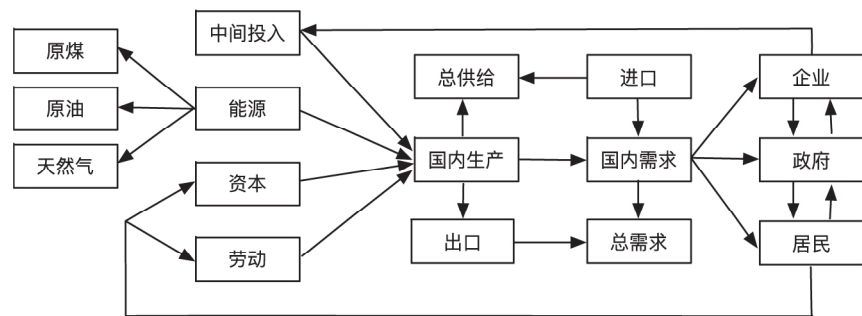 中间投入
原煤
总供给
进口
企业
原油
能源
天然气
国内生产
国内需求
政府
资本
劳动
出口
总需求
居民